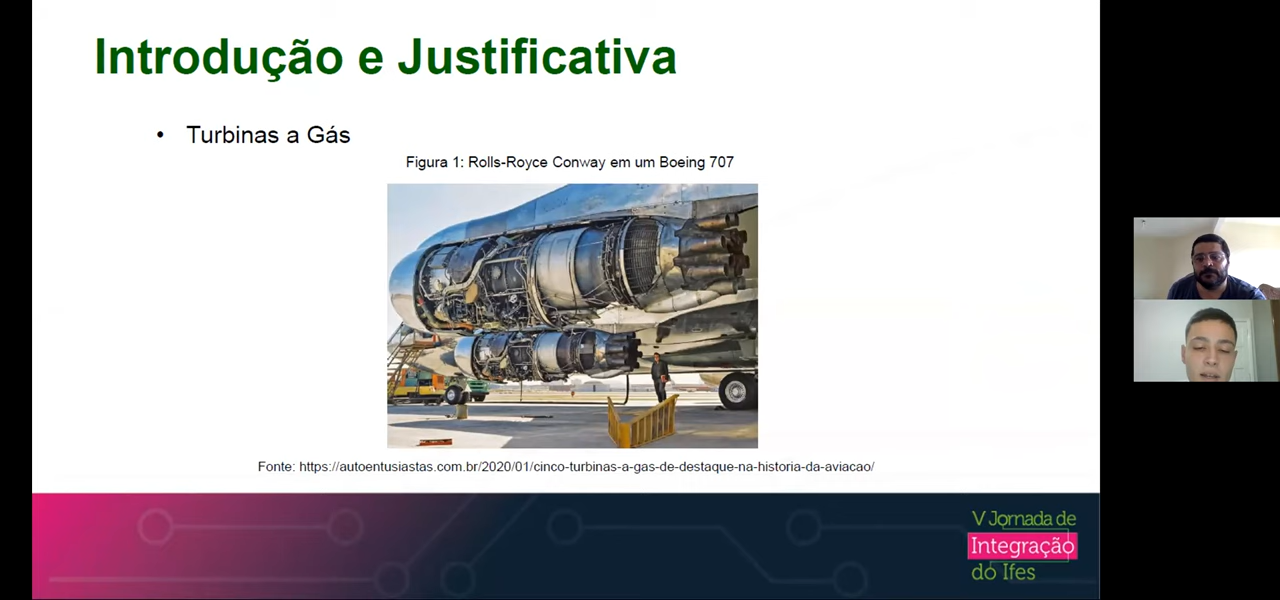 Introdução e Justificativa
• Turbinas a Gás
Figura 1: Rolls-Royce Conway em um Boeing 707
Fonte: https://autoentusiastas.com.br/2020/01/cinco-turbinas-a-gas-de-destaque-na-historia-da-aviacao/
V Jornada de
Integração
do Ifes